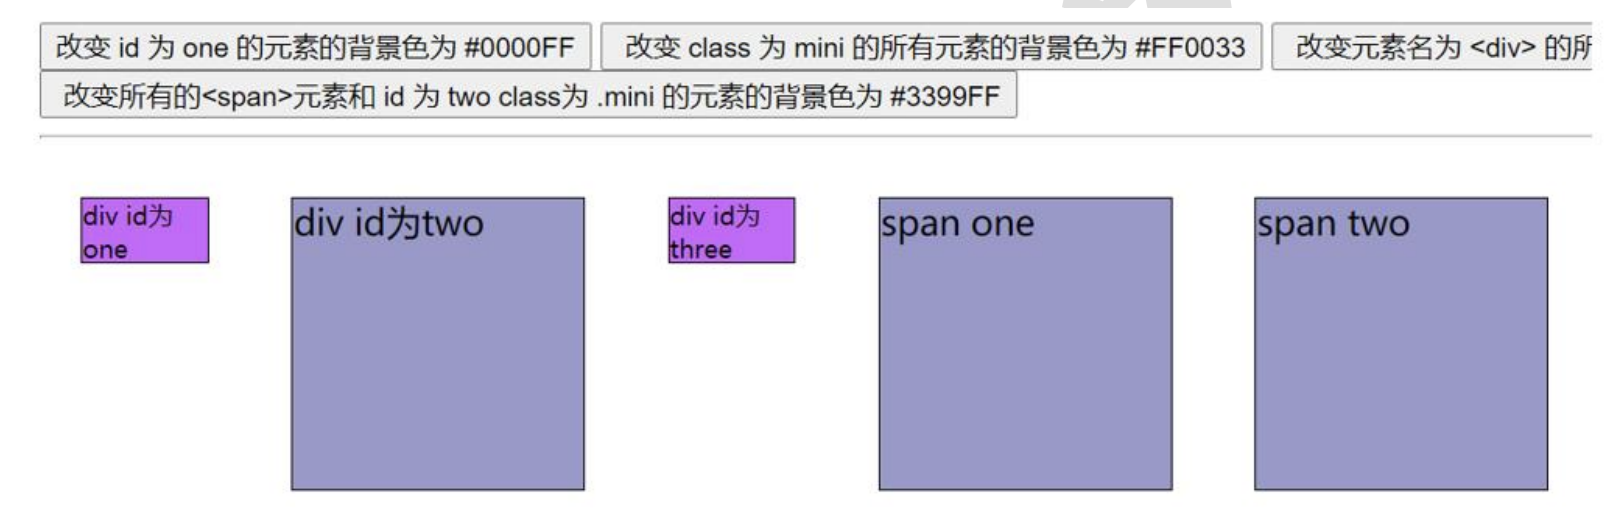 改变 id 为 one 的元素的背景色为 #0000FF
改变 class 为 mini 的所有元素的背景色为 #FF0033
改变元素名为 <div> 的所
改变所有的<span>元素和 id 为 two class为 .mini 的元素的背景色为 #3399FF
div id为
one
div id为two
div id为
three
span one
span two